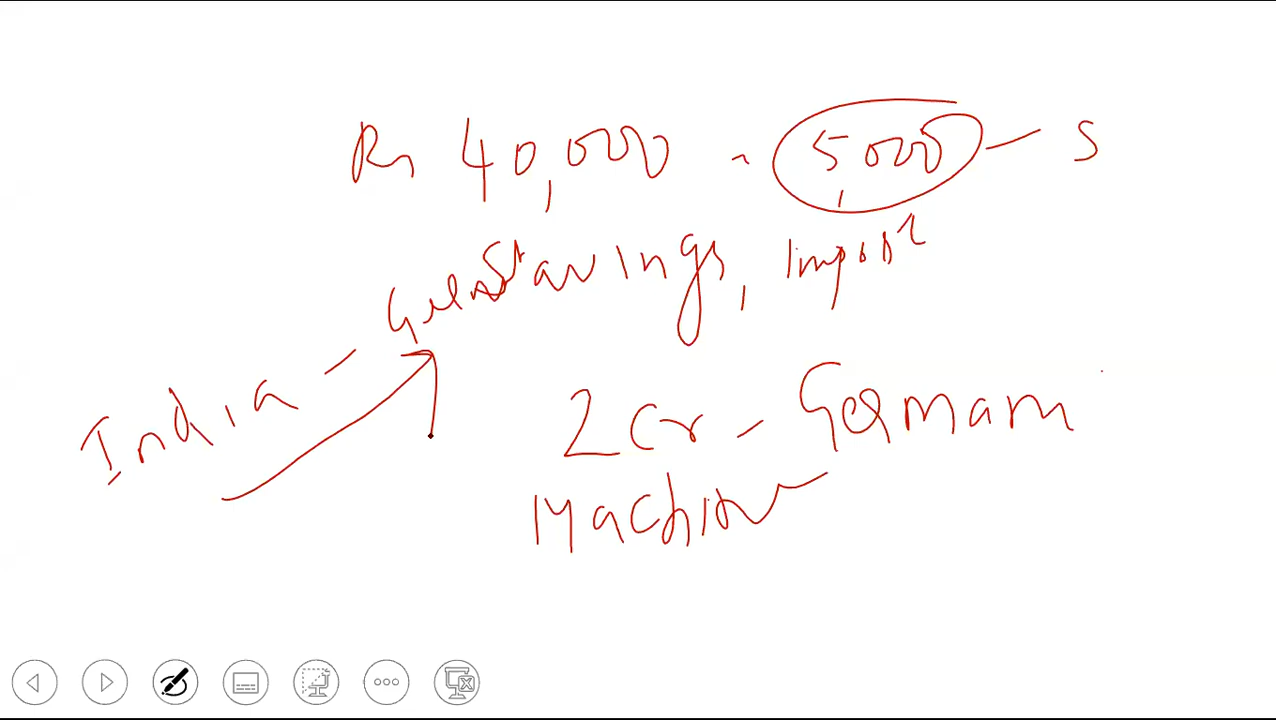 Rs 40,000 - 5,000 - S
Savings, Import
India -
2 Cr - German
Machine